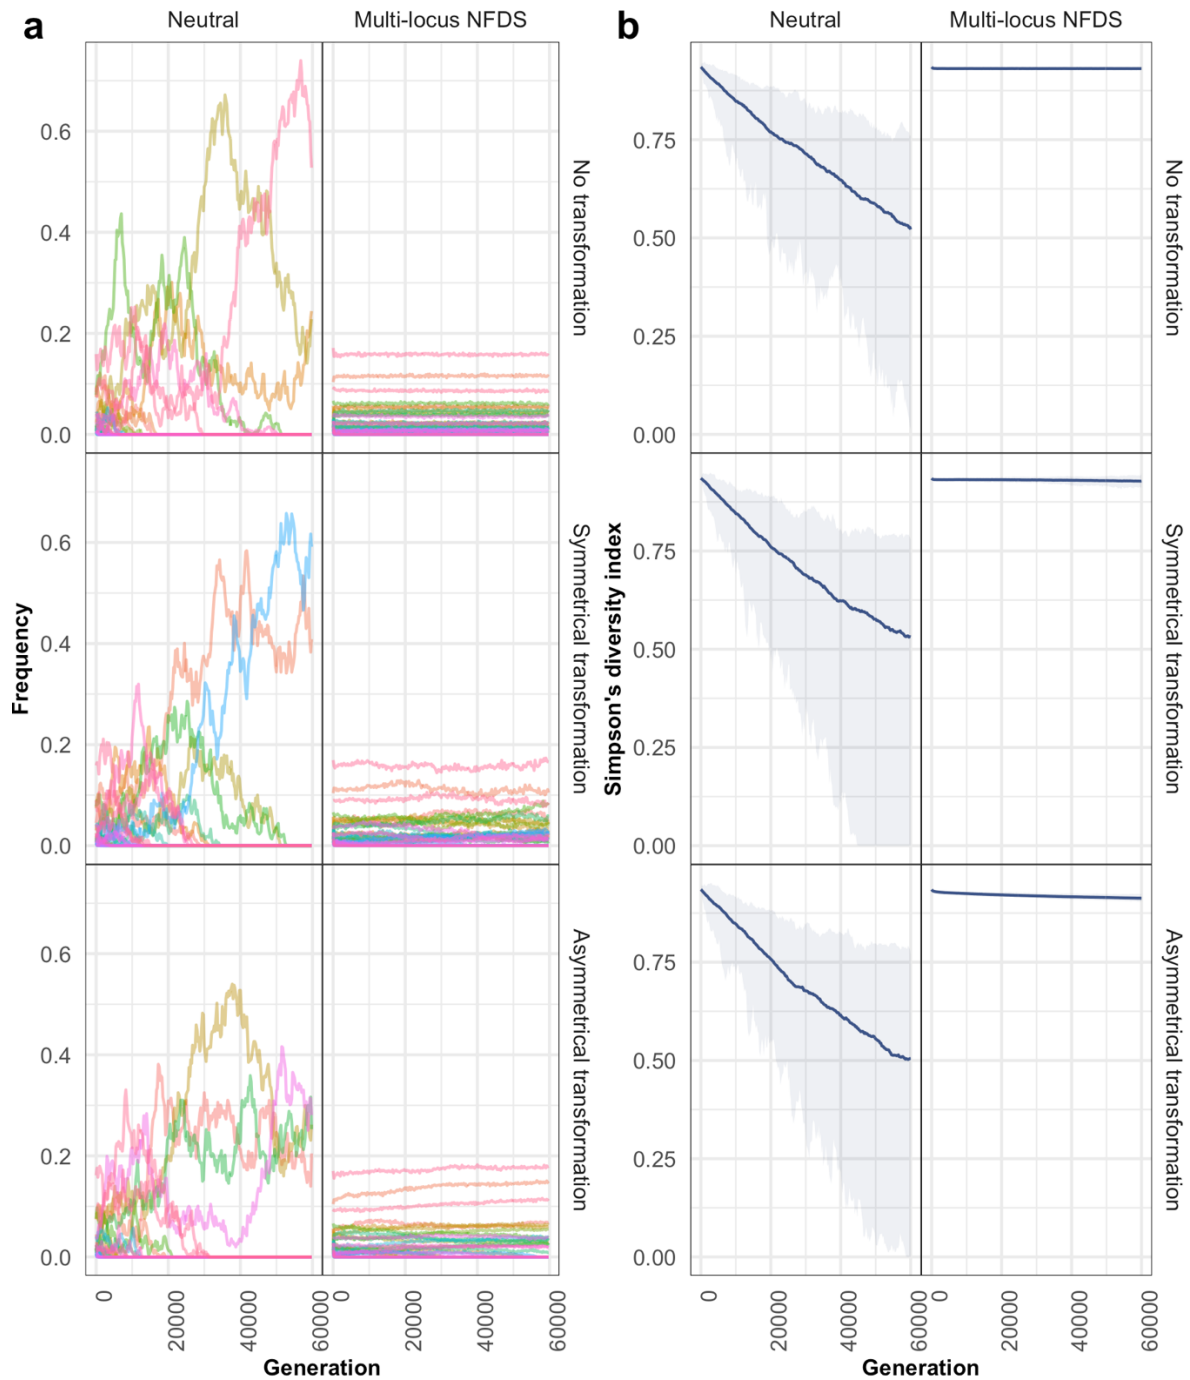 a
Neutral
Multi-locus NFDS
Frequency
0.6
0.4
0.2
0.0
No transformation
0.6
0.4
0.2
0.0
Symmetrical transformation
0.6
0.4
0.2
0.0
Asymmetrical transformation
0
20000
40000
60000
0
20000
40000
60000
Generation
b
Neutral
Multi-locus NFDS
Simpson's diversity index
0.75
0.50
0.25
0.00
No transformation
0.75
0.50
0.25
0.00
Symmetrical transformation
0.75
0.50
0.25
0.00
Asymmetrical transformation
0
20000
40000
60000
0
20000
40000
60000
Generation